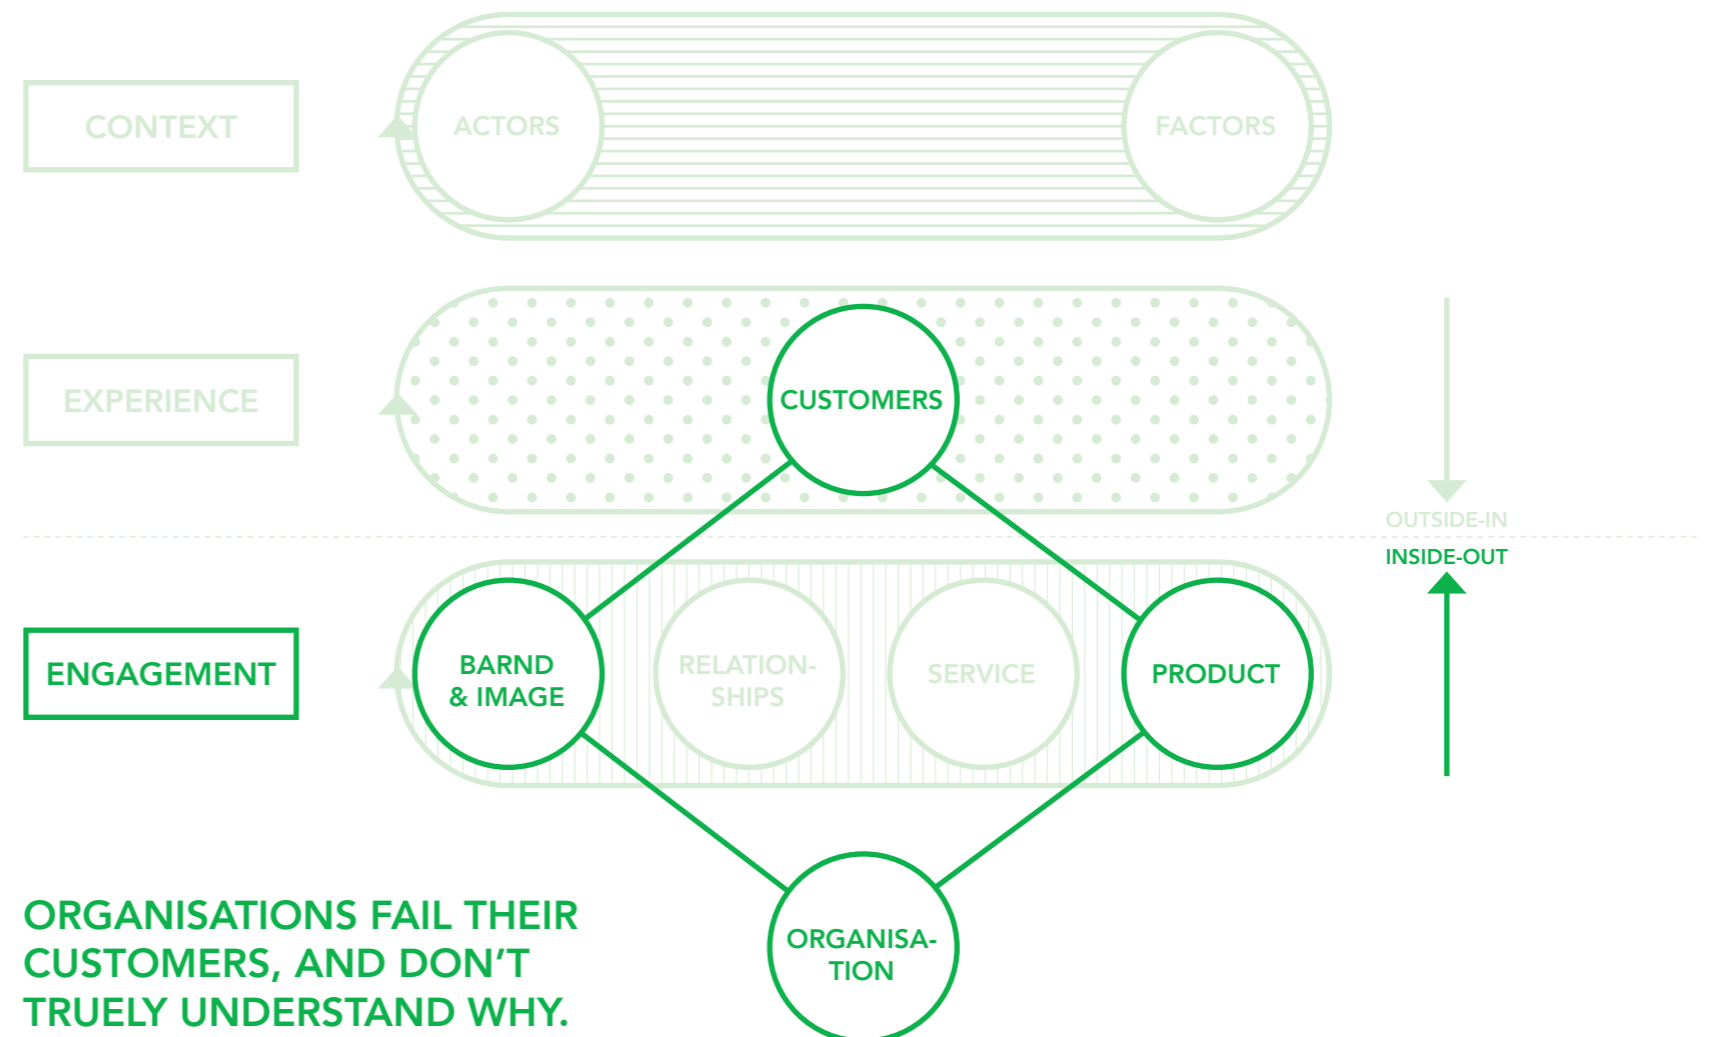 CONTEXT
ACTORS
FACTORS
EXPERIENCE
CUSTOMERS
OUTSIDE-IN
INSIDE-OUT
ENGAGEMENT
BARND
& IMAGE
RELATION-
SHIPS
SERVICE
PRODUCT
ORGANISA-
TION
ORGANISATIONS FAIL THEIR
CUSTOMERS, AND DON’T
TRUELY UNDERSTAND WHY.